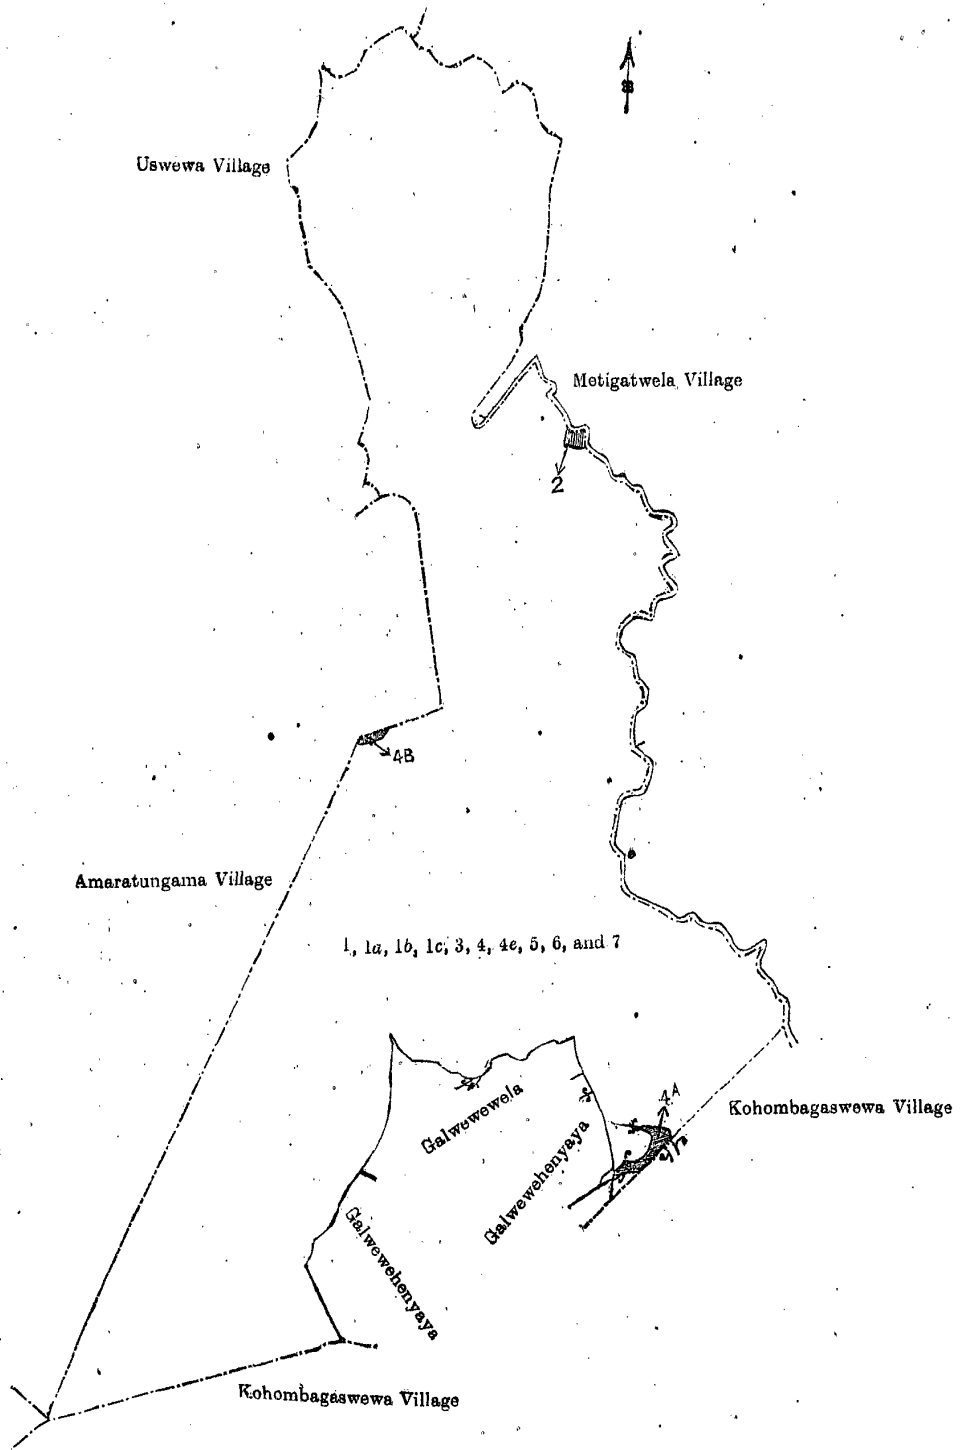 Uswewa Village
Metigatwela Village
2
4B
Amaratungama Village
1, 1a, 1b, 1c, 3, 4, 4e, 5, 6, and 7
Galwewewela
4A
Kohombagaswewa Village
Galwewehenyaya
Galwewehenyaya
Kohombagaswewa Village